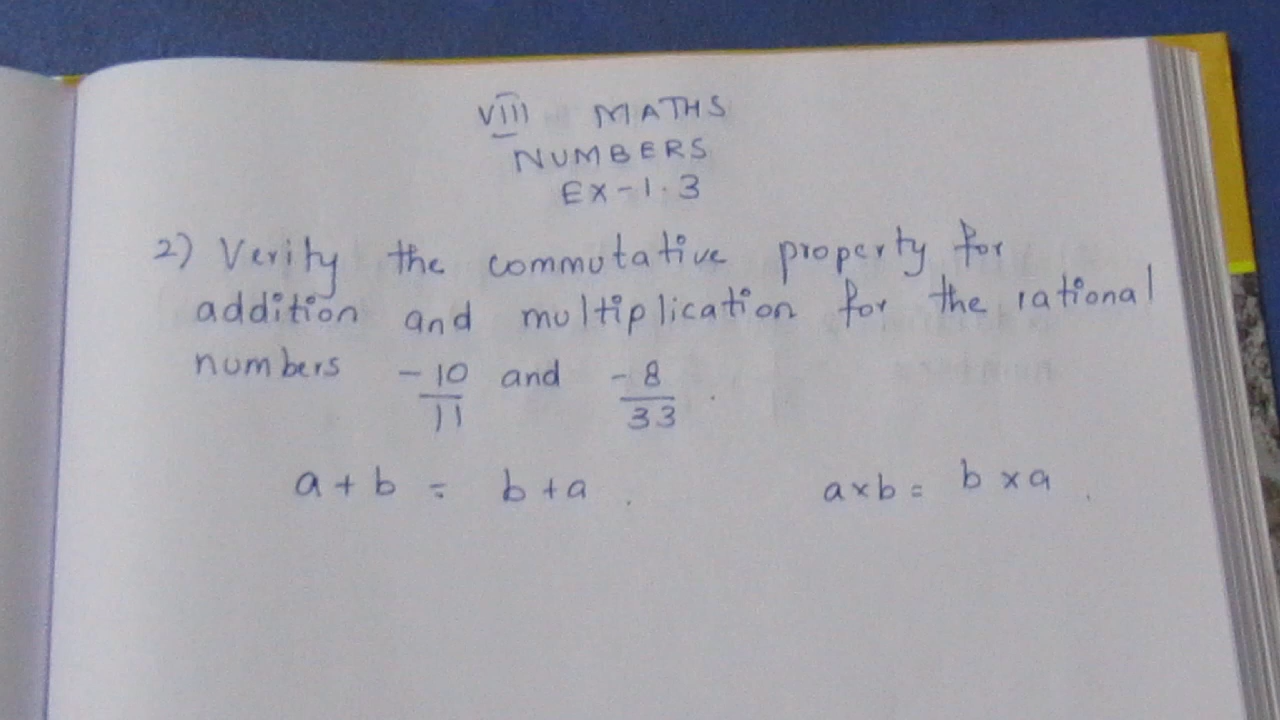 VIII MATHS
NUMBERS
EX-1.3
2) Verity the commutative property for
addition and multiplication for the rational
numbers -10/11 and -8/33.
a+b = b+a. a×b = b×a.